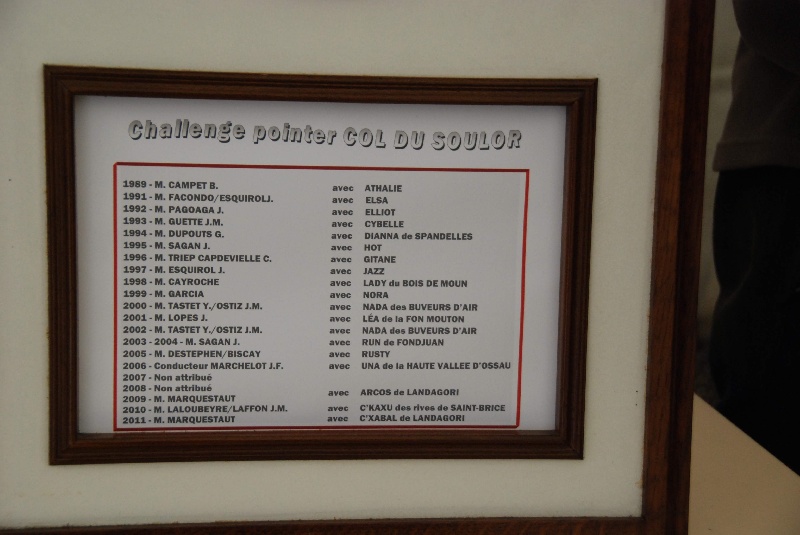 Challenge pointer COL DU SOULOR
1989 - M. CAMPET B. avec ATHALIE
1991 - M. FACONDO/ESQUIROLJ. avec ELSA
1992 - M. PAGOAGA J. avec ELLIOT
1993 - M. GUETTE J.M. avec CYBELLE
1994 - M. DUPOUTS G. avec DIANNA de SPANDELLES
1995 - M. SAGAN J. avec HOT
1996 - M. TRIEP CAPDEVIELLE C. avec GITANE
1997 - M. ESQUIROL J. avec JAZZ
1998 - M. CAYROCHE avec LADY du BOIS DE MOUN
1999 - M. GARCIA avec NORA
2000 - M. TASTET Y./OSTIZ J.M. avec NADA des BUVEURS D'AIR
2001 - M. LOPES J. avec LÉA de la FON MOUTON
2002 - M. TASTET Y./OSTIZ J.M. avec NADA des BUVEURS D'AIR
2003 - 2004 - M. SAGAN J. avec RUN de FONDJUAN
2005 - M. DESTEPHEN/BISCAY avec RUSTY
2006 - Conducteur MARCHELOT J.F. avec UNA de la HAUTE VALLEE D'OSSAU
2007 - Non attribué
2008 - Non attribué
2009 - M. MARQUESTAUT avec ARCOS de LANDAGORI
2010 - M. LALOUBEYRE/LAFFON J.M. avec C'KAXU des rives de SAINT-BRICE
2011 - M. MARQUESTAUT avec C'XABAL de LANDAGORI